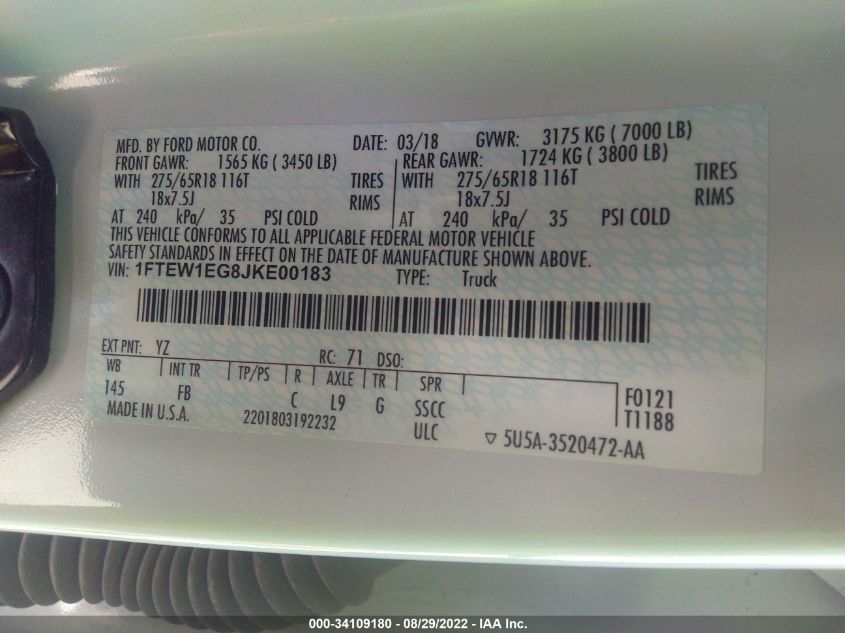 MFD. BY FORD MOTOR CO. DATE: 03/18 GVWR: 3175 KG ( 7000 LB)
FRONT GAWR: 1565 KG ( 3450 LB) REAR GAWR: 1724 KG ( 3800 LB)
WITH 275/65R18 116T TIRES WITH 275/65R18 116T TIRES
18x7.5J RIMS 18x7.5J RIMS
AT 240 kPa/ 35 PSI COLD AT 240 kPa/ 35 PSI COLD
THIS VEHICLE CONFORMS TO ALL APPLICABLE FEDERAL MOTOR VEHICLE
SAFETY STANDARDS IN EFFECT ON THE DATE OF MANUFACTURE SHOWN ABOVE.
VIN: 1FTEW1EG8JKE00183 TYPE: Truck
EXT PNT: YZ RC: 71 DSO:
WB INT TR TP/PS R AXLE TR SPR
145 FB C L9 G SSCC F0121
MADE IN U.S.A. 2201803192232 ULC T1188
▽ 5U5A-3520472-AA
000-34109180 - 08/29/2022 - IAA Inc.